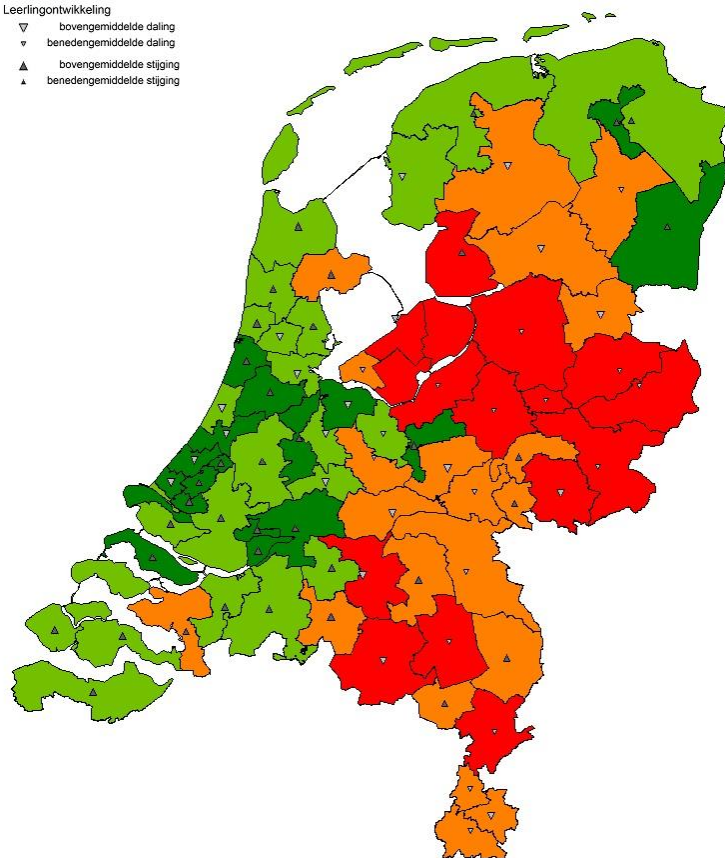 Leerlingontwikkeling
bovengemiddelde daling
benedengemiddelde daling
bovengemiddelde stijging
benedengemiddelde stijging